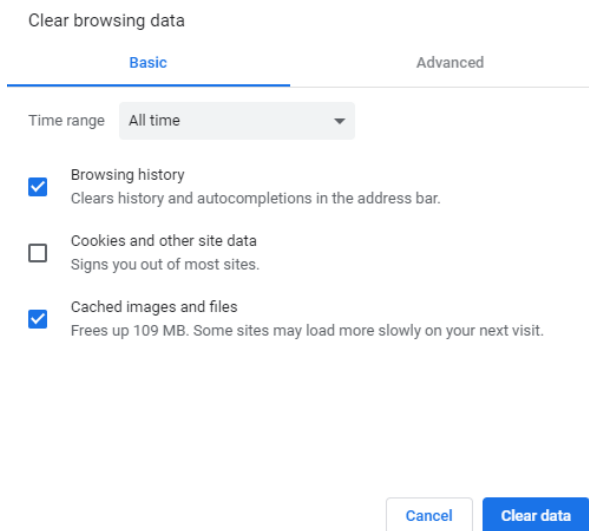 Clear browsing data
Basic Advanced
Time range All time
Browsing history
Clears history and autocompletions in the address bar.
Cookies and other site data
Signs you out of most sites.
Cached images and files
Frees up 109 MB. Some sites may load more slowly on your next visit.
Cancel Clear data